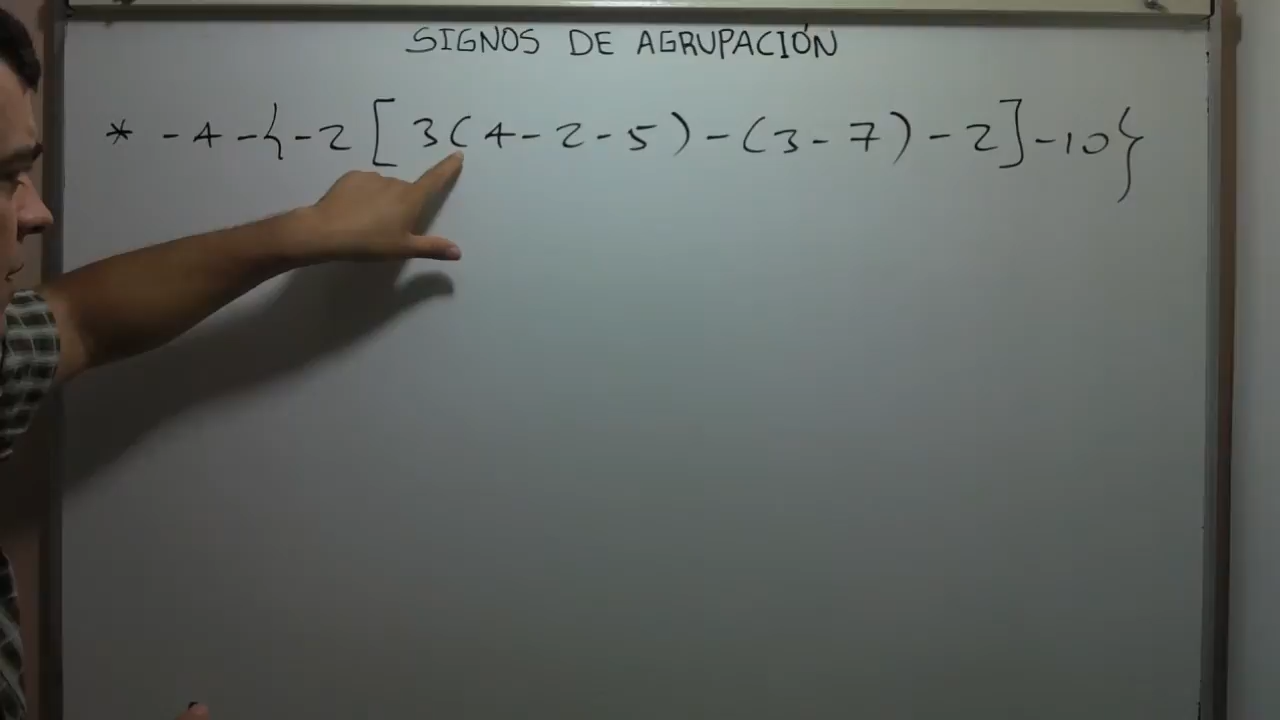 SIGNOS DE AGRUPACIÓN
* - 4 - { - 2 [ 3 ( 4 - 2 - 5 ) - ( 3 - 7 ) - 2 ] - 10 }